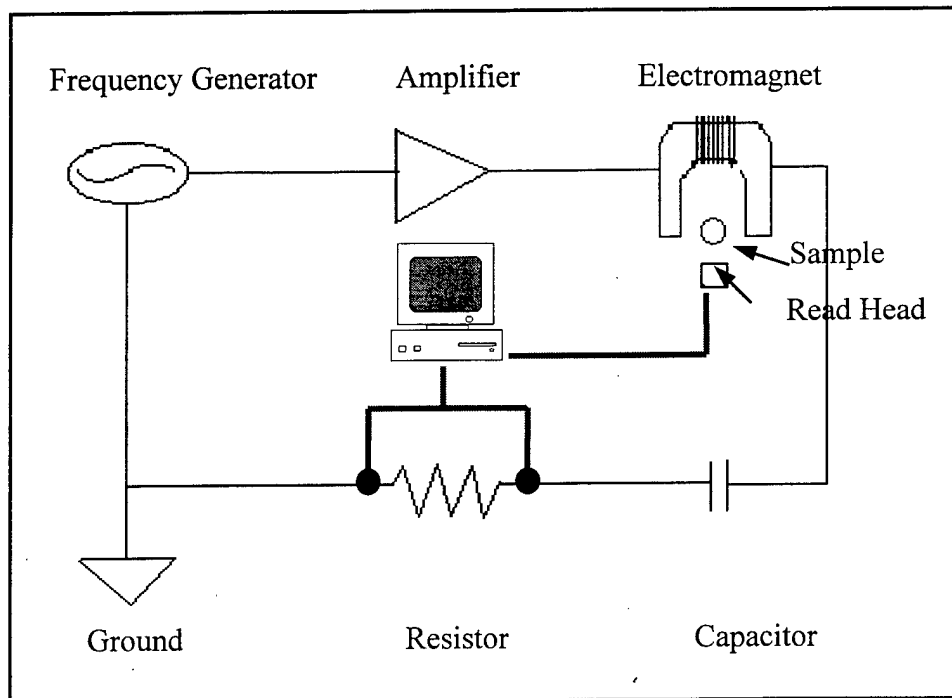 Frequency Generator
Amplifier
Electromagnet
Sample
Read Head
Ground
Resistor
Capacitor